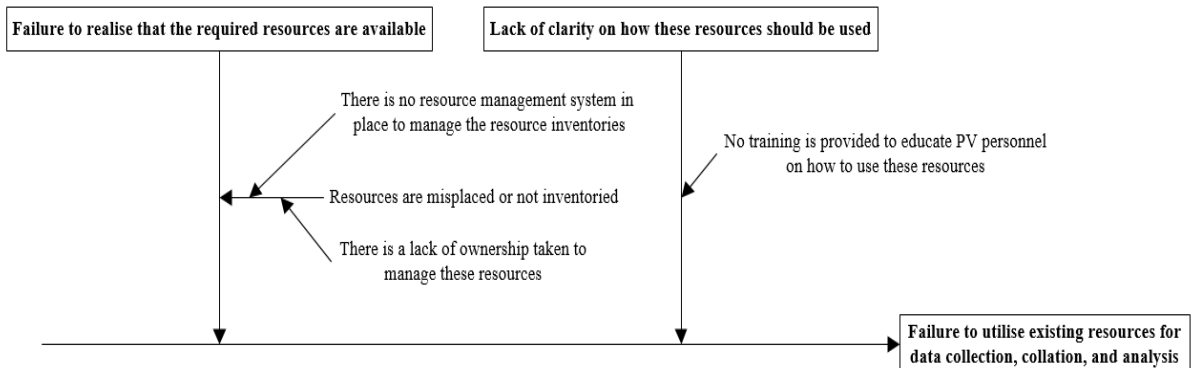 Failure to realise that the required resources are available
Lack of clarity on how these resources should be used
There is no resource management system in
place to manage the resource inventories
No training is provided to educate PV personnel
on how to use these resources
Resources are misplaced or not inventoried
There is a lack of ownership taken to
manage these resources
Failure to utilise existing resources for
data collection, collation, and analysis